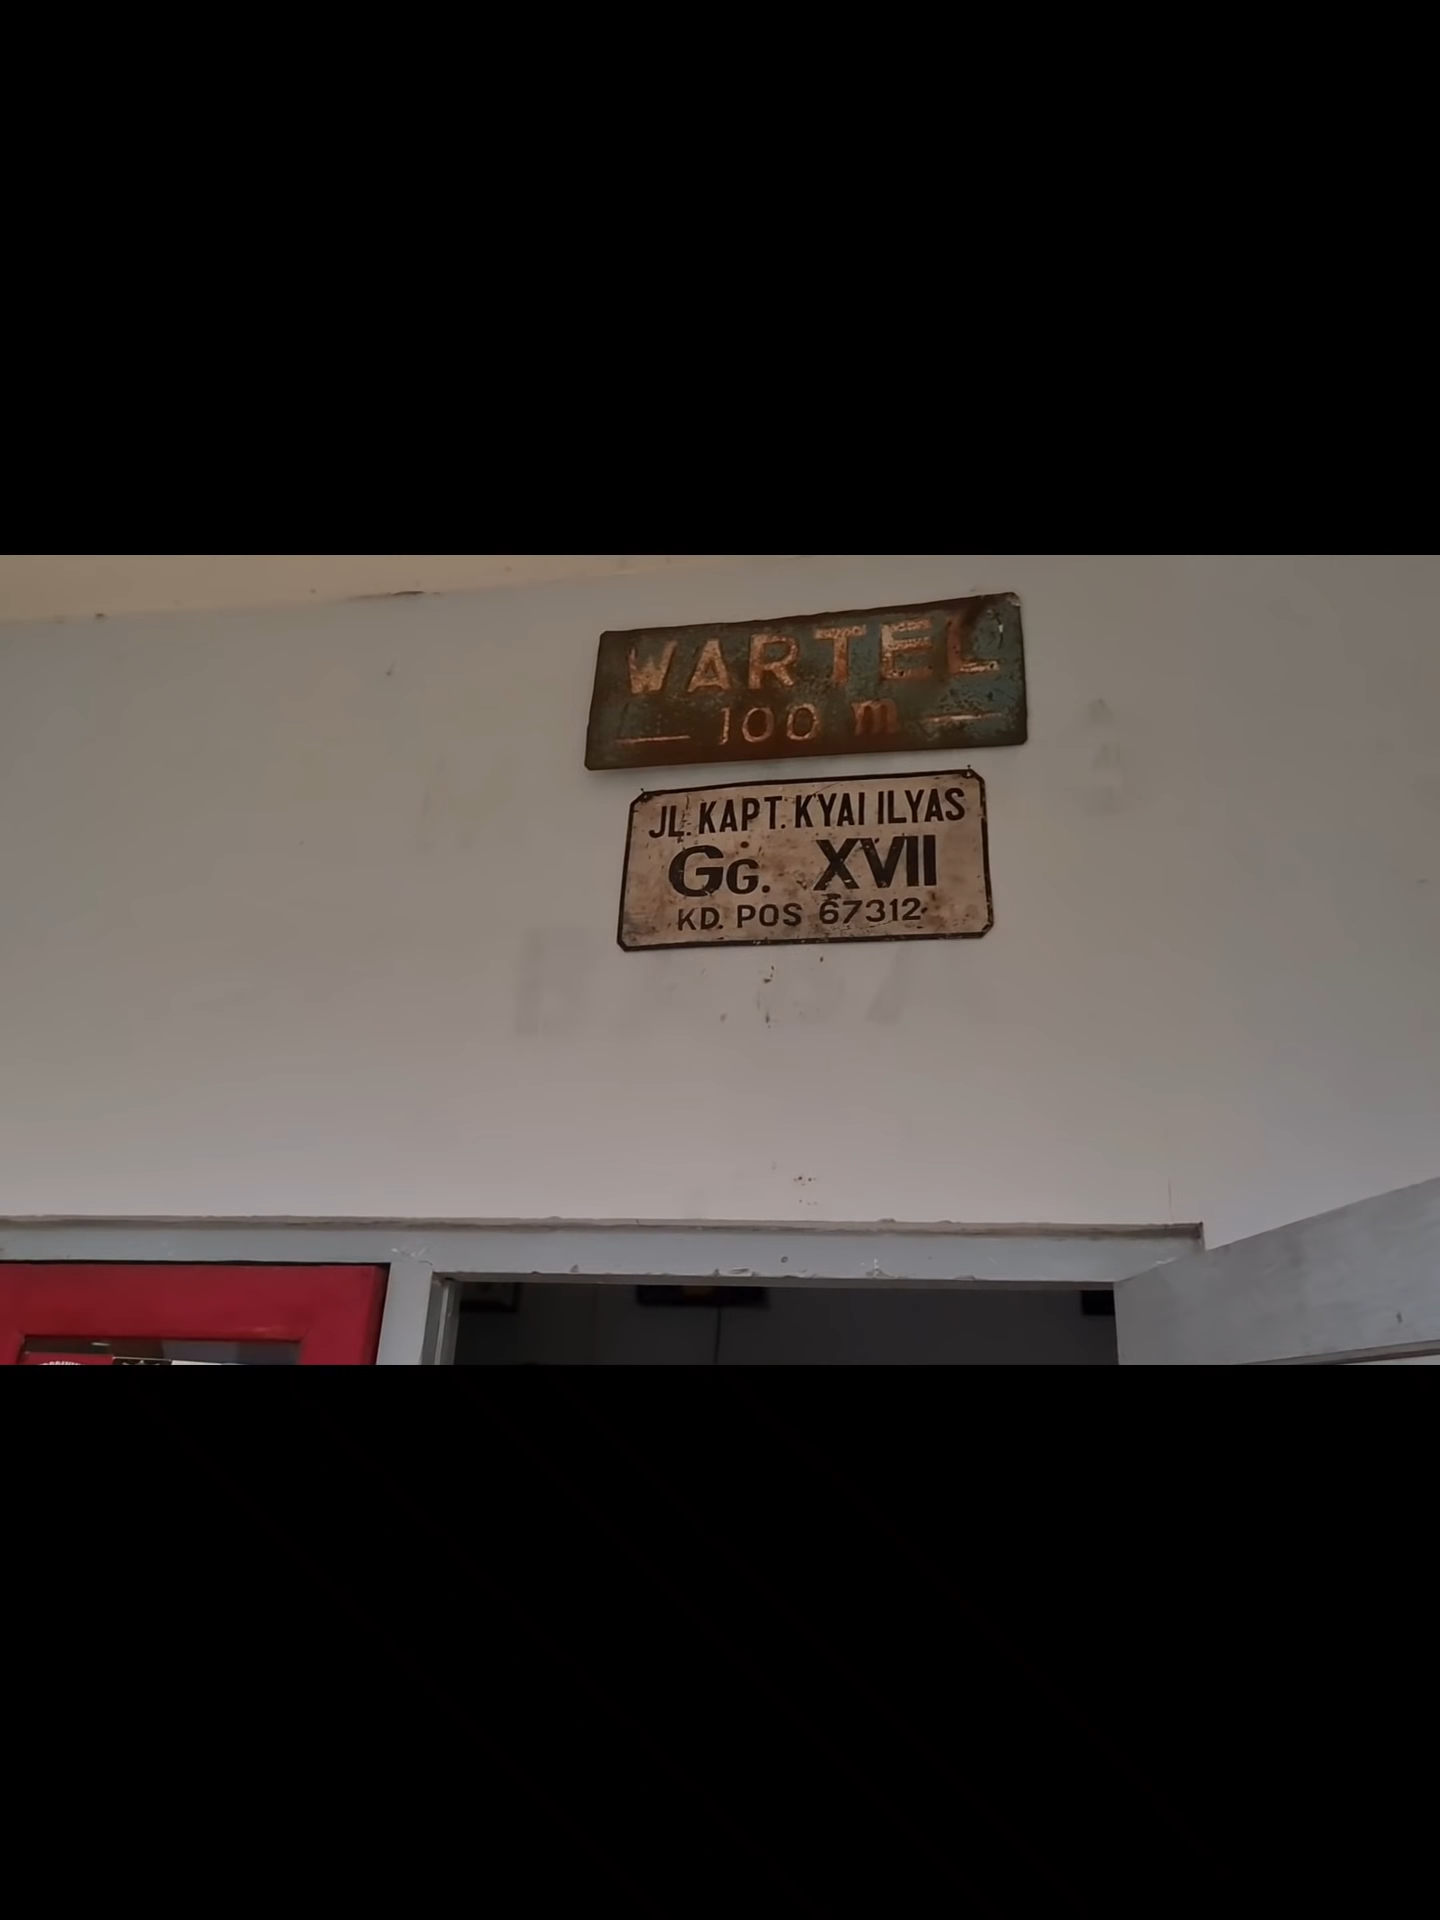 WARTEL
100 m
JL. KAPT. KYAI ILYAS
GG. XVII
KD. POS 67312